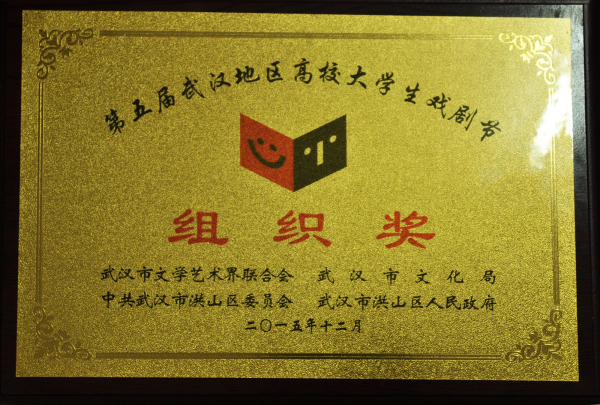 第五届武汉地区高校大学生戏剧节
组织奖
武汉市文学艺术界联合会 武汉市文化局
中共武汉市洪山区委员会 武汉市洪山区人民政府
二〇一五年十二月